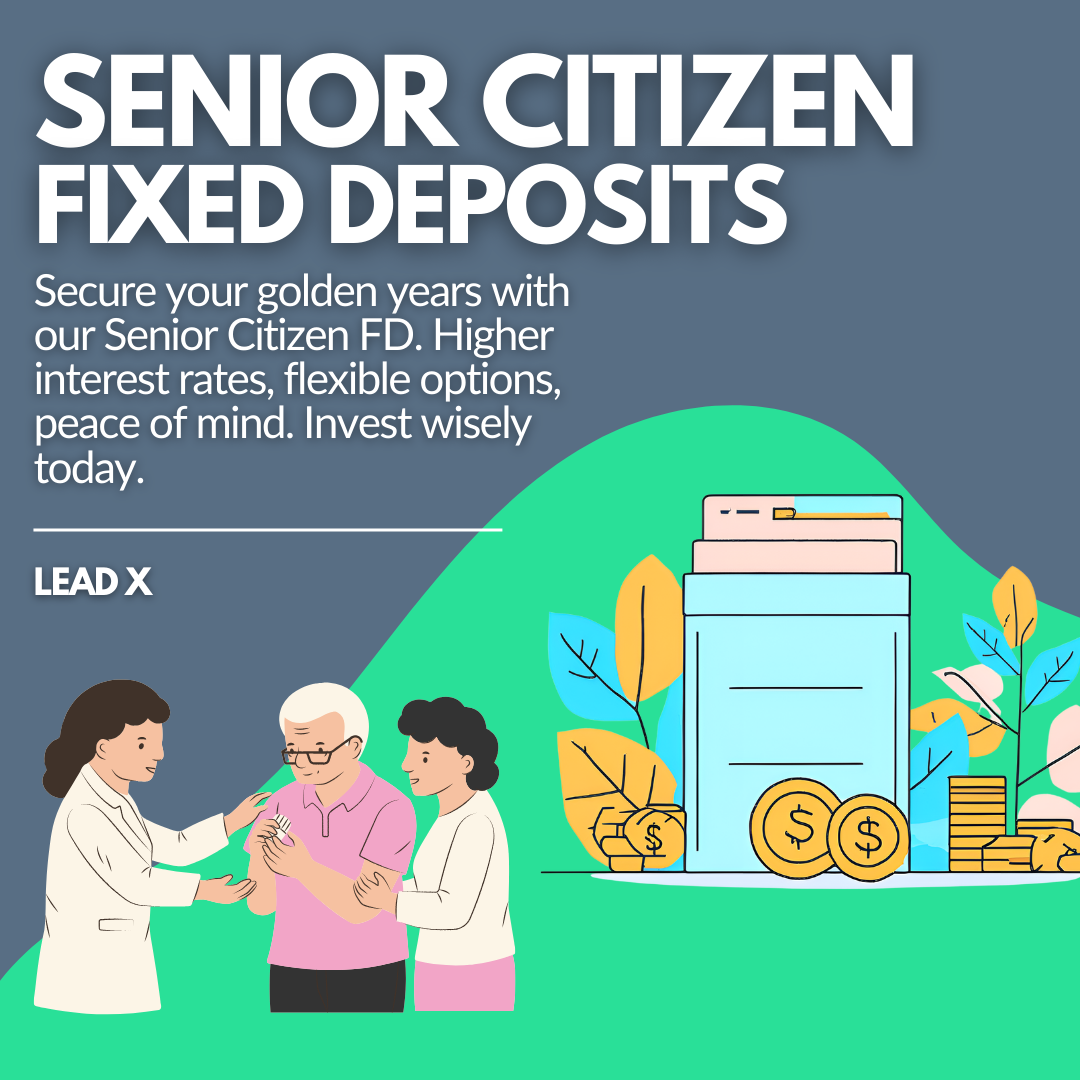 SENIOR CITIZEN
FIXED DEPOSITS
Secure your golden years with
our Senior Citizen FD. Higher
interest rates, flexible options,
peace of mind. Invest wisely
today.
LEAD X
$
$
$